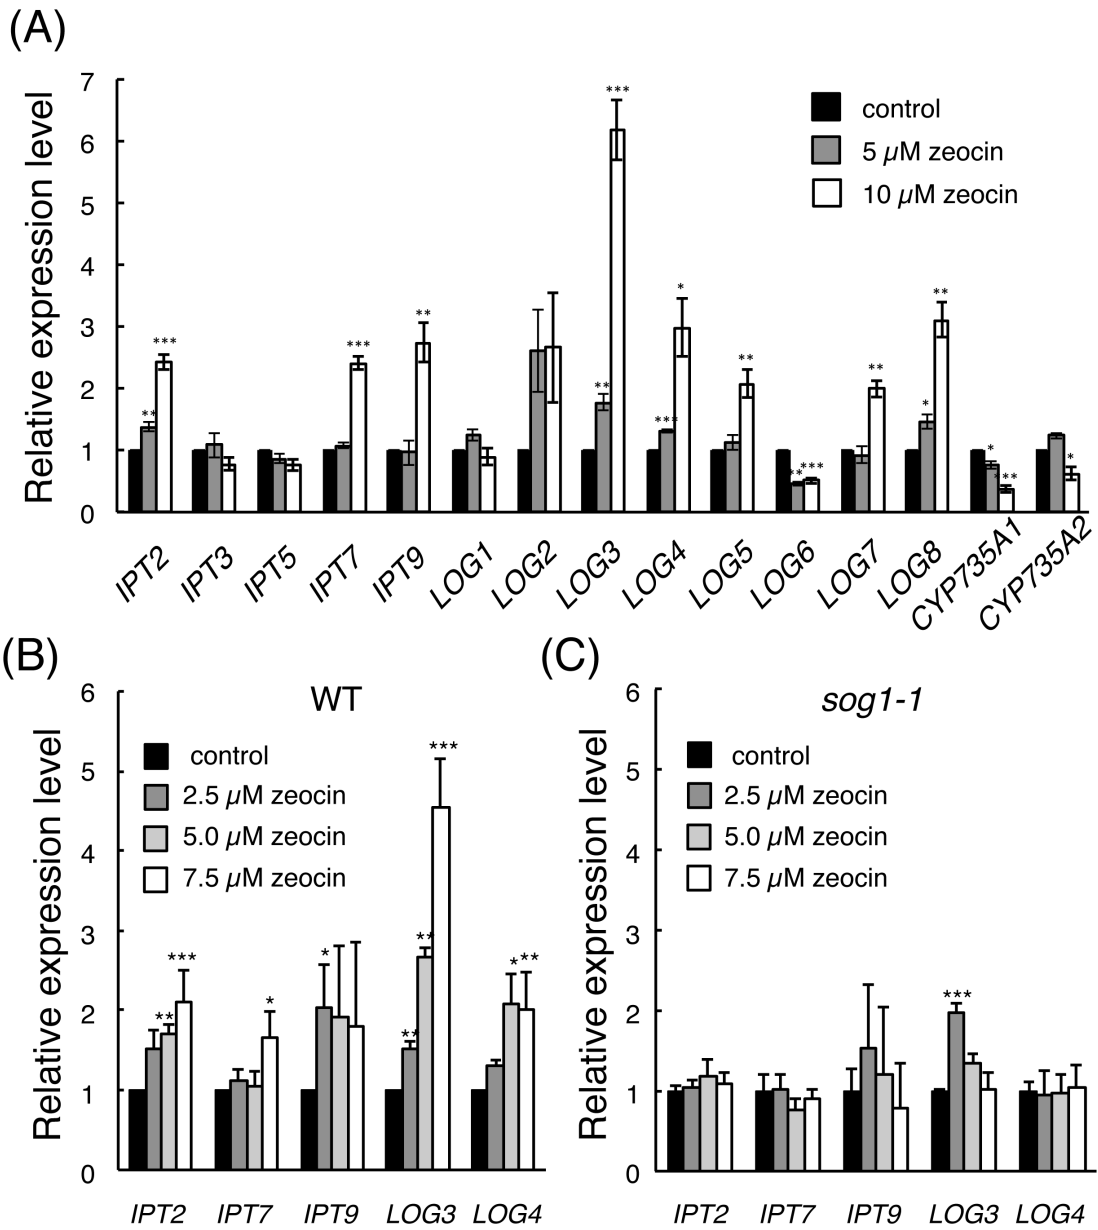 (A)
Relative expression level
7
6
5
4
3
2
1
0
control
5 µM zeocin
10 µM zeocin
***
** ***
***
**
** ***
*** *
**
** ***
**
* **
* ***
*
IPT2 IPT3 IPT5 IPT7 IPT9 LOG1 LOG2 LOG3 LOG4 LOG5 LOG6 LOG7 LOG8 CYP735A1 CYP735A2
(B)
WT
Relative expression level
6
5
4
3
2
1
0
control
2.5 µM zeocin
5.0 µM zeocin
7.5 µM zeocin
** ***
*
*
** ** ***
* **
IPT2 IPT7 IPT9 LOG3 LOG4
(C)
sog1-1
Relative expression level
6
5
4
3
2
1
0
control
2.5 µM zeocin
5.0 µM zeocin
7.5 µM zeocin
***
IPT2 IPT7 IPT9 LOG3 LOG4